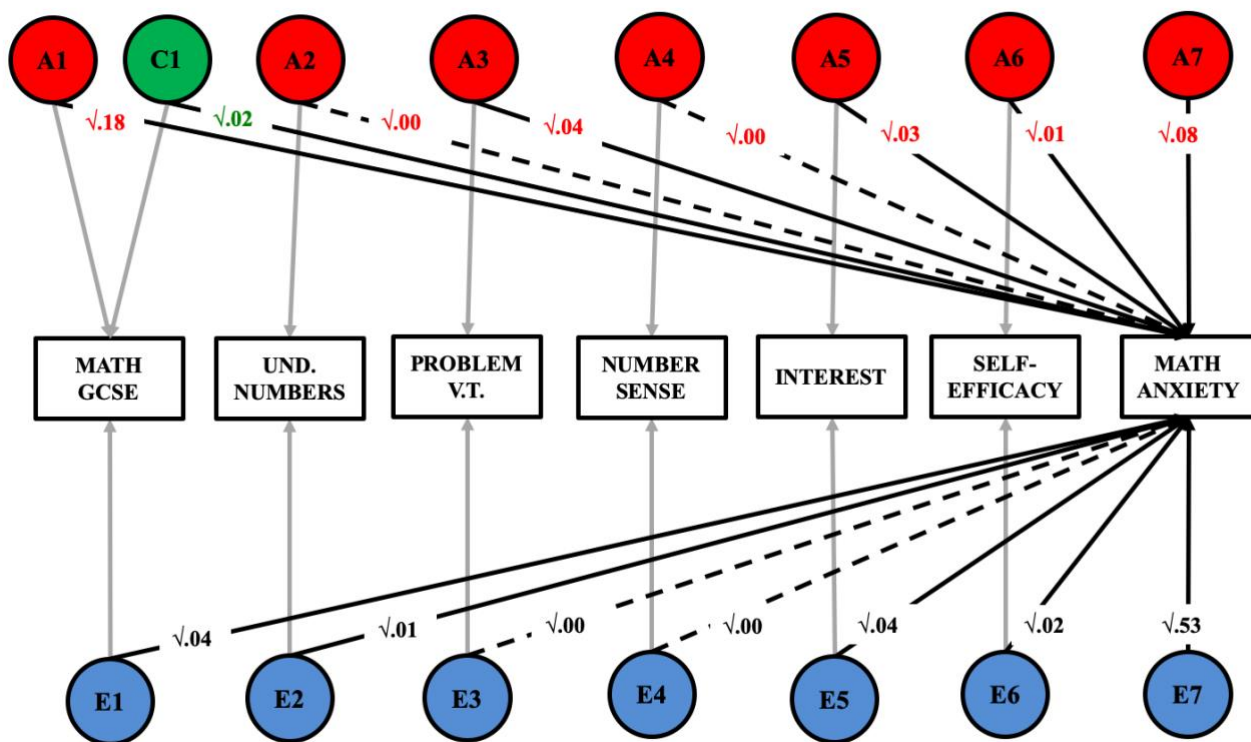 A1
C1
A2
A3
A4
A5
A6
A7
√.18
√.02
√.00
√.04
√.00
√.03
√.01
√.08
MATH
GCSE
UND.
NUMBERS
PROBLEM
V.T.
NUMBER
SENSE
INTEREST
SELF-
EFFICACY
MATH
ANXIETY
√.04
√.01
√.00
√.00
√.04
√.02
√.53
E1
E2
E3
E4
E5
E6
E7